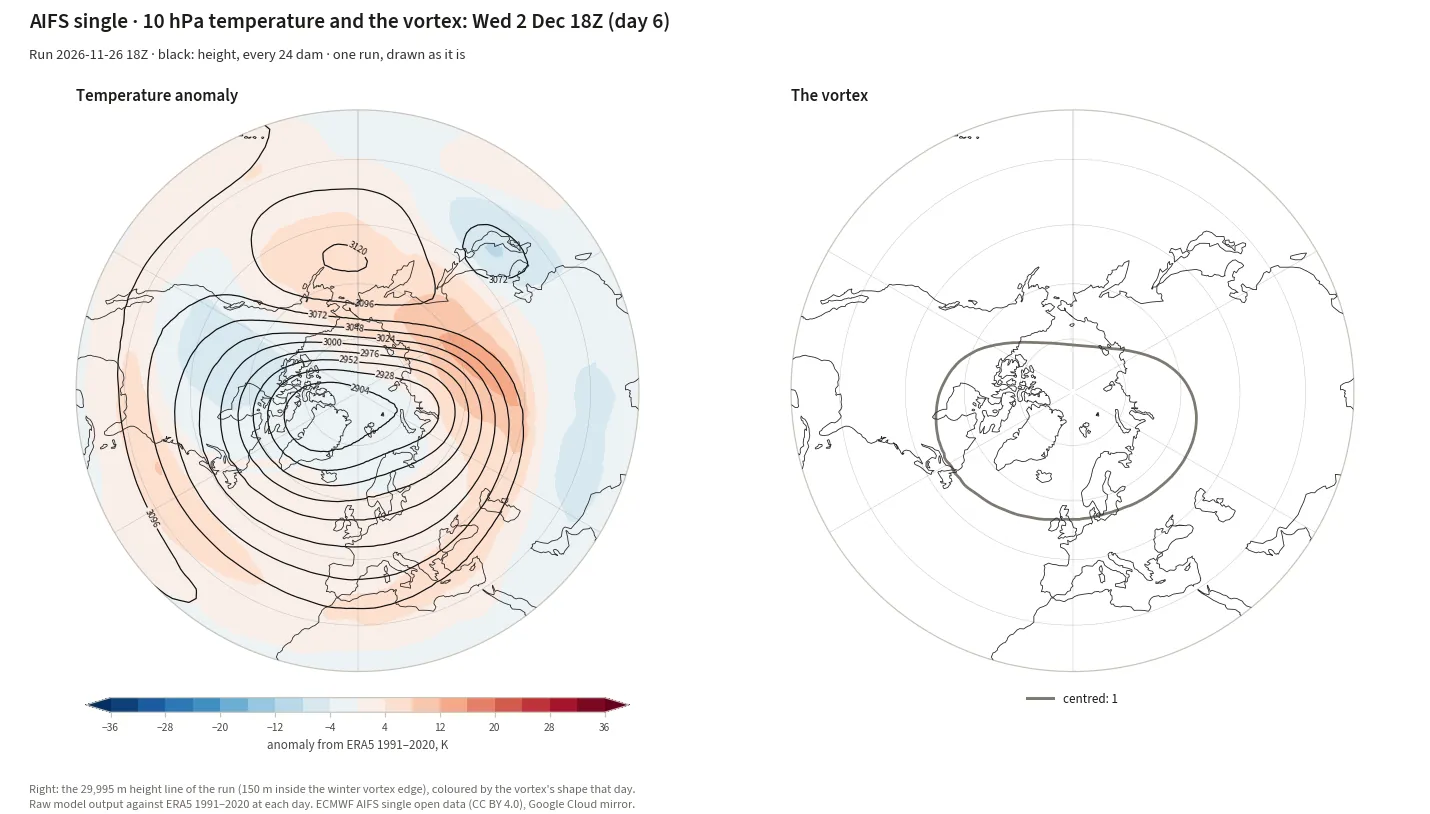 AIFS single · 10 hPa temperature and the vortex: Wed 2 Dec 18Z (day 6)
Run 2026-11-26 18Z · black: height, every 24 dam · one run, drawn as it is
Temperature anomaly
The vortex
3120
3072
3096
3072
3048
3024
3000
2976
2952
2928
2904
3096
centred: 1
−36
−28
−20
−12
−4
4
12
20
28
36
anomaly from ERA5 1991–2020, K
Right: the 29,995 m height line of the run (150 m inside the winter vortex edge), coloured by the vortex's shape that day.
Raw model output against ERA5 1991–2020 at each day. ECMWF AIFS single open data (CC BY 4.0), Google Cloud mirror.